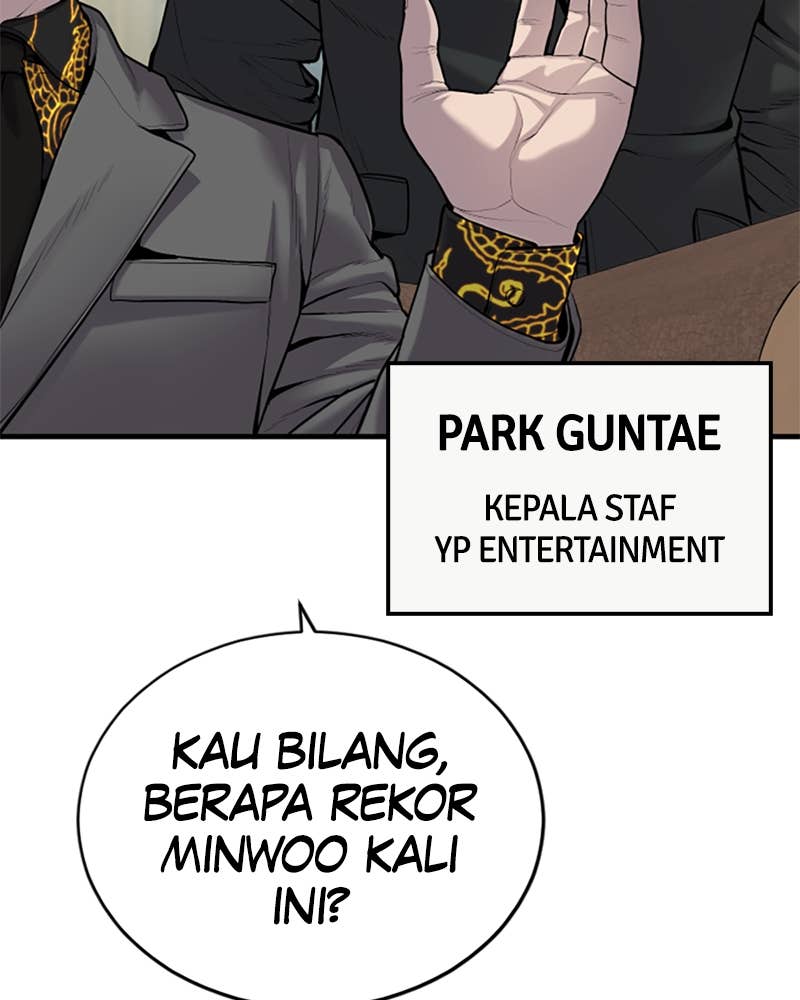 PARK GUNTAE
KEPALA STAF
YP ENTERTAINMENT
KAU BILANG,
BERAPA REKOR
MINWOO KALI
INI?